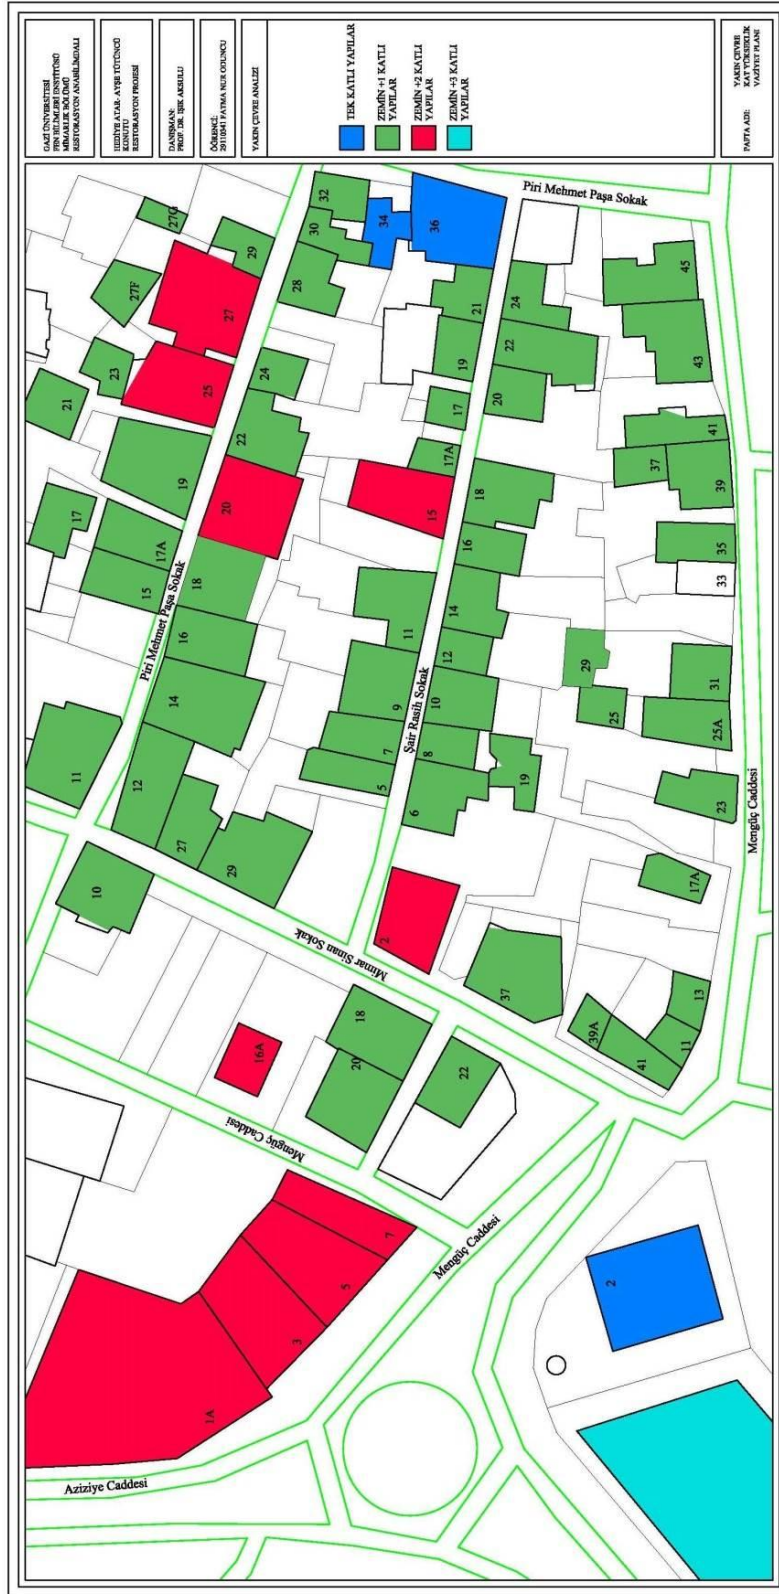 GAZİ ÜNİVERSİTESİ
FEN BİLİMLERİ ENSTİTÜSÜ
MİMARLIK BÖLÜMÜ
RESTORASYON ANABİLİMDALI
HEDİYE ATAR- AYŞE TÜTÜNCÜ
KONUTU
RESTORASYON PROJESİ
DANIŞMAN:
PROF. DR. IŞIK AKSULU
ÖĞRENCİ:
FATMA NUR ODUNCU
YAKIN ÇEVRE ANALİZİ
TEK KATLI YAPILAR
ZEMİN +1 KATLI
YAPILAR
ZEMİN +2 KATLI
YAPILAR
ZEMİN +3 KATLI
YAPILAR
PAFTA ADI:
YAKIN ÇEVRE
KAT YÜKSEKLİK
VAZİYET PLANI
Aziziye Caddesi
1A
3
5
7
Mengüç Caddesi
Mengüç Caddesi
16A
20
18
22
2
10
Mimar Sinan Sokak
11
Piri Mehmet Paşa Sokak
15
17A
17
19
21
23
25
27F
27
27G
29
12
14
16
18
20
22
24
28
30
32
34
36
27
29
Şair Rasih Sokak
5
7
9
11
15
17A
17
19
21
2
6
8
10
12
14
16
18
20
22
24
Piri Mehmet Paşa Sokak
37
39A
41
11
13
17A
19
23
25A
25
29
31
33
35
37
39
41
43
45
Mengüç Caddesi